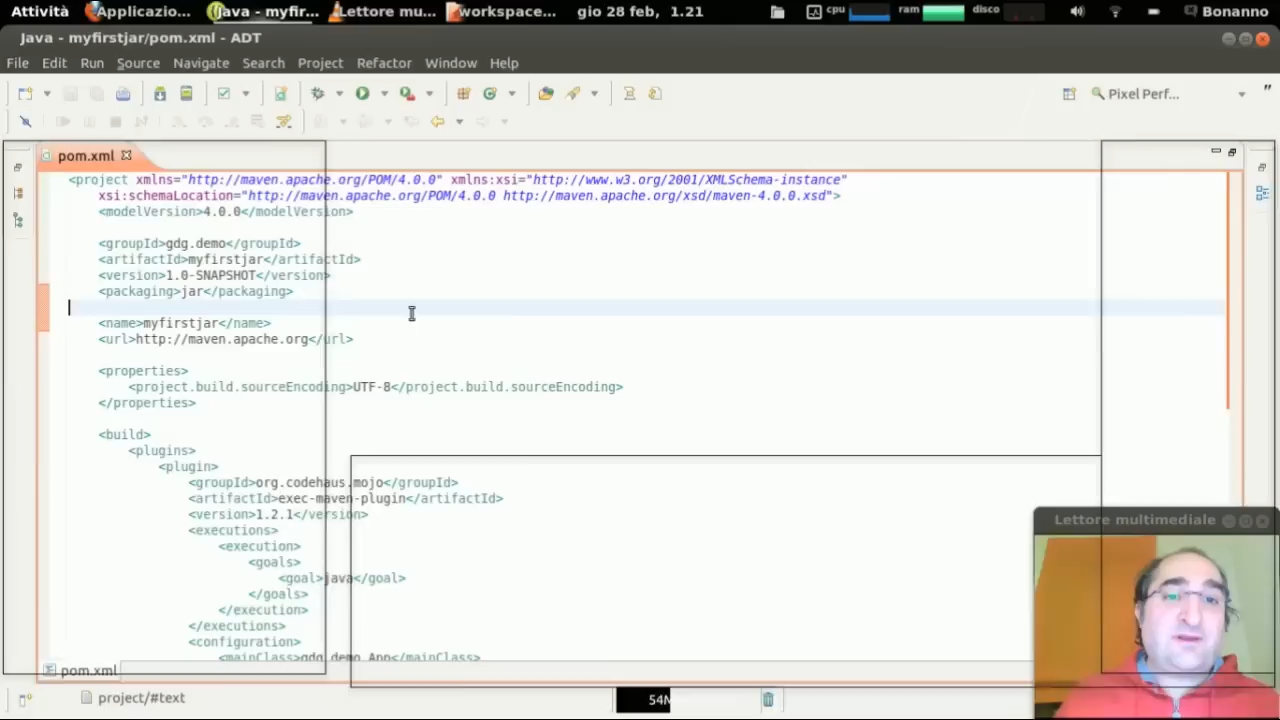 Attività Applicazio... Java - myfir... Lettore mu... workspace... gio 28 feb, 1.21 cpu ram disco Bonanno
Java - myfirstjar/pom.xml - ADT
File Edit Run Source Navigate Search Project Refactor Window Help
Pixel Perf... "
pom.xml
<project xmlns="http://maven.apache.org/POM/4.0.0" xmlns:xsi="http://www.w3.org/2001/XMLSchema-instance"
xsi:schemaLocation="http://maven.apache.org/POM/4.0.0 http://maven.apache.org/xsd/maven-4.0.0.xsd">
<modelVersion>4.0.0</modelVersion>
<groupId>gdg.demo</groupId>
<artifactId>myfirstjar</artifactId>
<version>1.0-SNAPSHOT</version>
<packaging>jar</packaging>
<name>myfirstjar</name>
<url>http://maven.apache.org</url>
<properties>
<project.build.sourceEncoding>UTF-8</project.build.sourceEncoding>
</properties>
<build>
<plugins>
<plugin>
<groupId>org.codehaus.mojo</groupId>
<artifactId>exec-maven-plugin</artifactId>
<version>1.2.1</version>
<executions>
<execution>
<goals>
<goal>java</goal>
</goals>
</execution>
</executions>
<configuration>
<mainClass>gdg.demo.App</mainClass>
Lettore multimediale
pom.xml
project/#text
54M